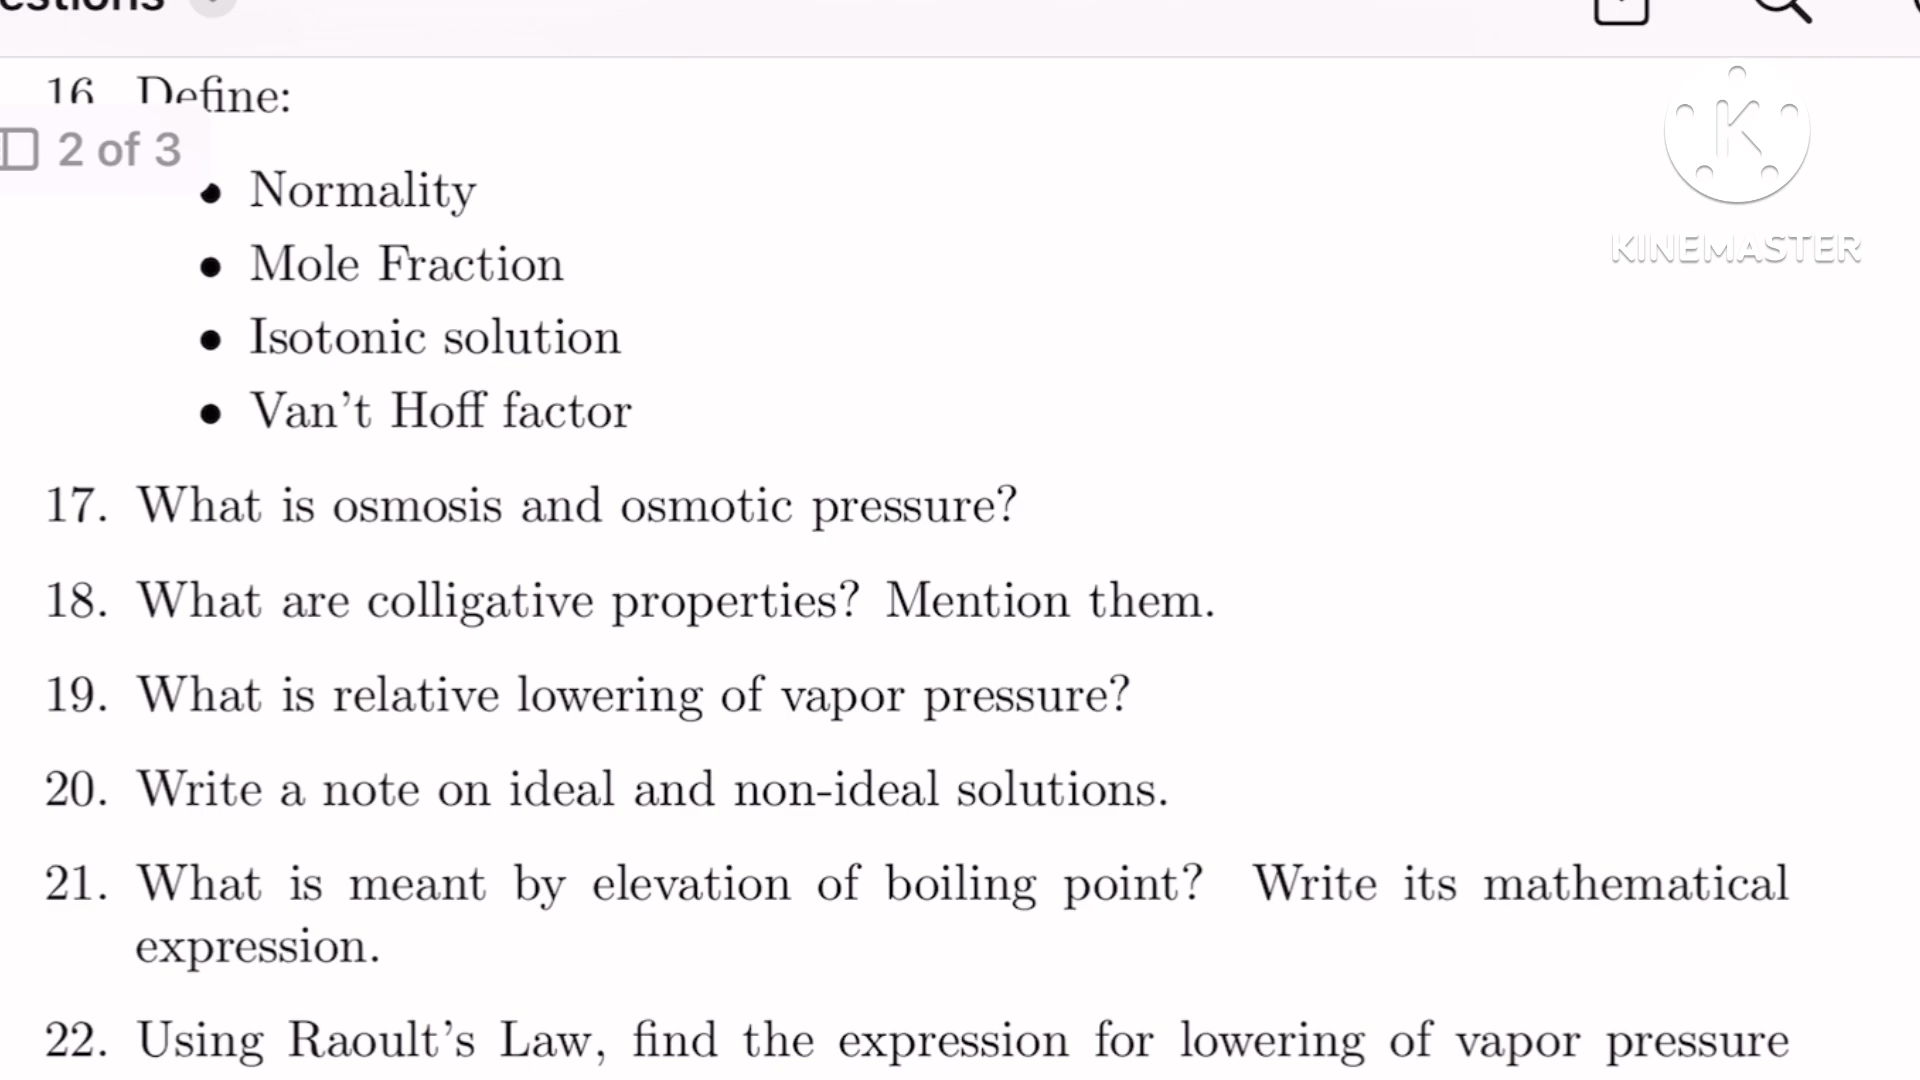 16. Define:
2 of 3
• Normality
• Mole Fraction
• Isotonic solution
• Van't Hoff factor
17. What is osmosis and osmotic pressure?
18. What are colligative properties? Mention them.
19. What is relative lowering of vapor pressure?
20. Write a note on ideal and non-ideal solutions.
21. What is meant by elevation of boiling point? Write its mathematical
expression.
22. Using Raoult's Law, find the expression for lowering of vapor pressure
KINEMASTER